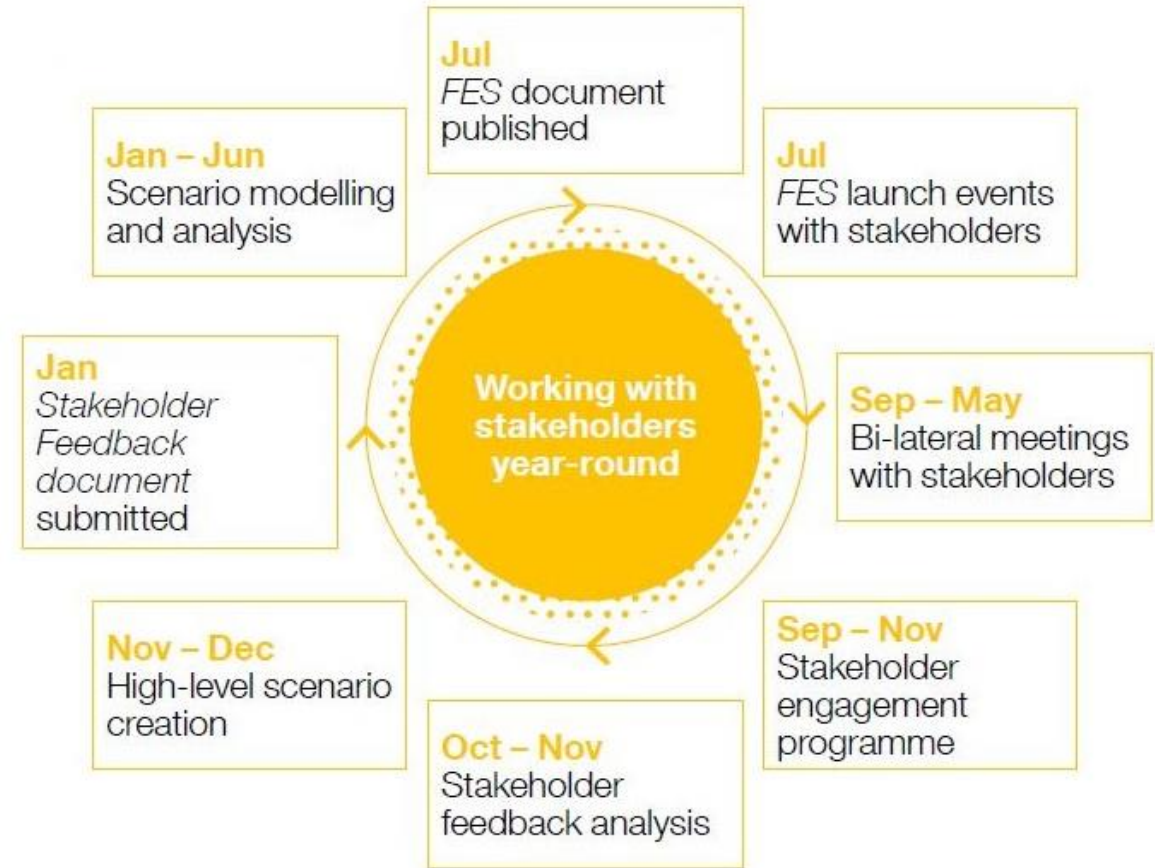 Jul
FES document
published
Jul
FES launch events
with stakeholders
Sep – May
Bi-lateral meetings
with stakeholders
Sep – Nov
Stakeholder
engagement
programme
Oct – Nov
Stakeholder
feedback analysis
Nov – Dec
High-level scenario
creation
Jan
Stakeholder
Feedback
document
submitted
Jan – Jun
Scenario modelling
and analysis
Working with
stakeholders
year-round